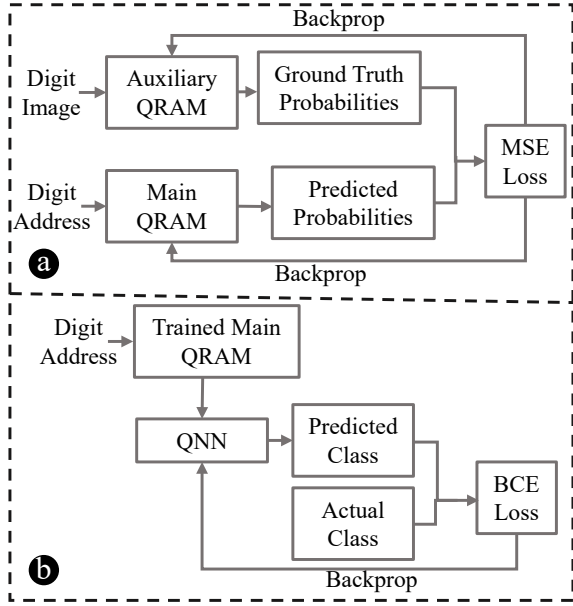 Backprop
Digit
Image
Auxiliary
QRAM
Ground Truth
Probabilities
MSE
Loss
Digit
Address
Main
QRAM
Predicted
Probabilities
Backprop
a
Digit
Address
Trained Main
QRAM
QNN
Predicted
Class
Actual
Class
BCE
Loss
Backprop
b